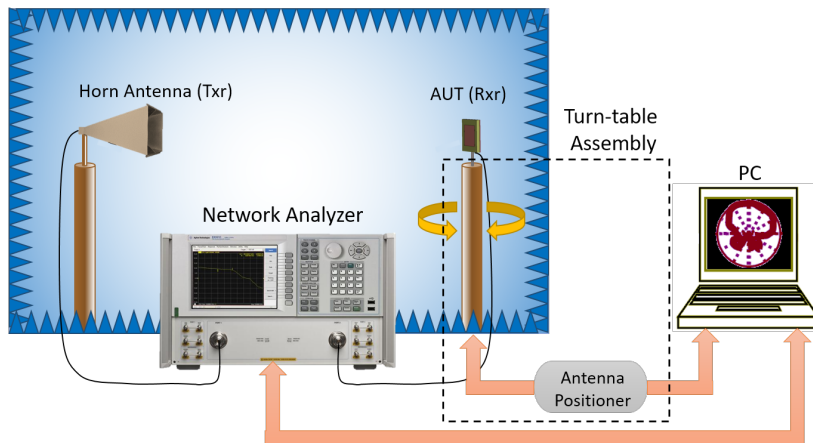 Horn Antenna (Txr)
AUT (Rxr)
Turn-table
Assembly
PC
Network Analyzer
Antenna
Positioner